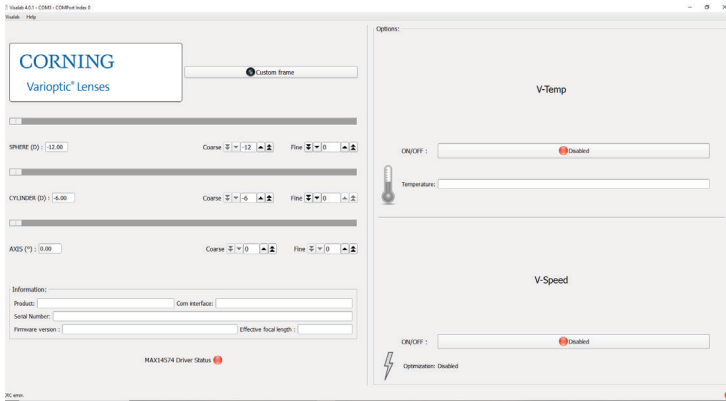 Visualab 4.0.1 - COM3 - COMPort Index 0
Visualab Help
CORNING
Varioptic® Lenses
Custom frame
SPHERE (D) : -12.00 Coarse -12 Fine 0
CYLINDER (D) : -6.00 Coarse -6 Fine 0
AXIS (°) : 0.00 Coarse 0 Fine 0
Information:
Product: Com interface:
Serial Number:
Firmware version : Effective focal length :
MAX14574 Driver Status
CRC error.
Options:
V-Temp
ON/OFF : Disabled
Temperature:
V-Speed
ON/OFF : Disabled
Optimization: Disabled